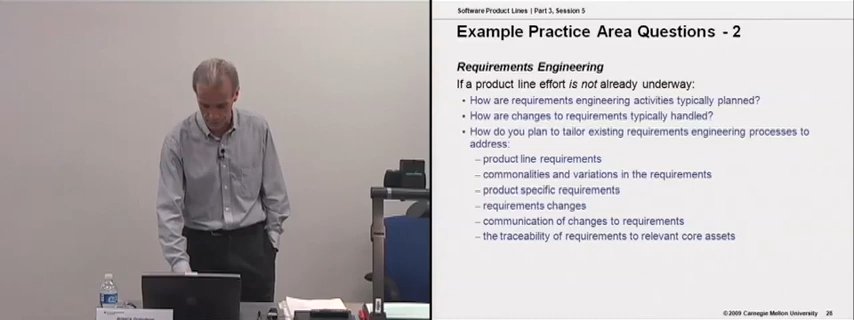 Software Product Lines | Part 3, Session 5
Example Practice Area Questions - 2
Requirements Engineering
If a product line effort is not already underway:
• How are requirements engineering activities typically planned?
• How are changes to requirements typically handled?
• How do you plan to tailor existing requirements engineering processes to
address:
– product line requirements
– commonalities and variations in the requirements
– product specific requirements
– requirements changes
– communication of changes to requirements
– the traceability of requirements to relevant core assets
© 2009 Carnegie Mellon University